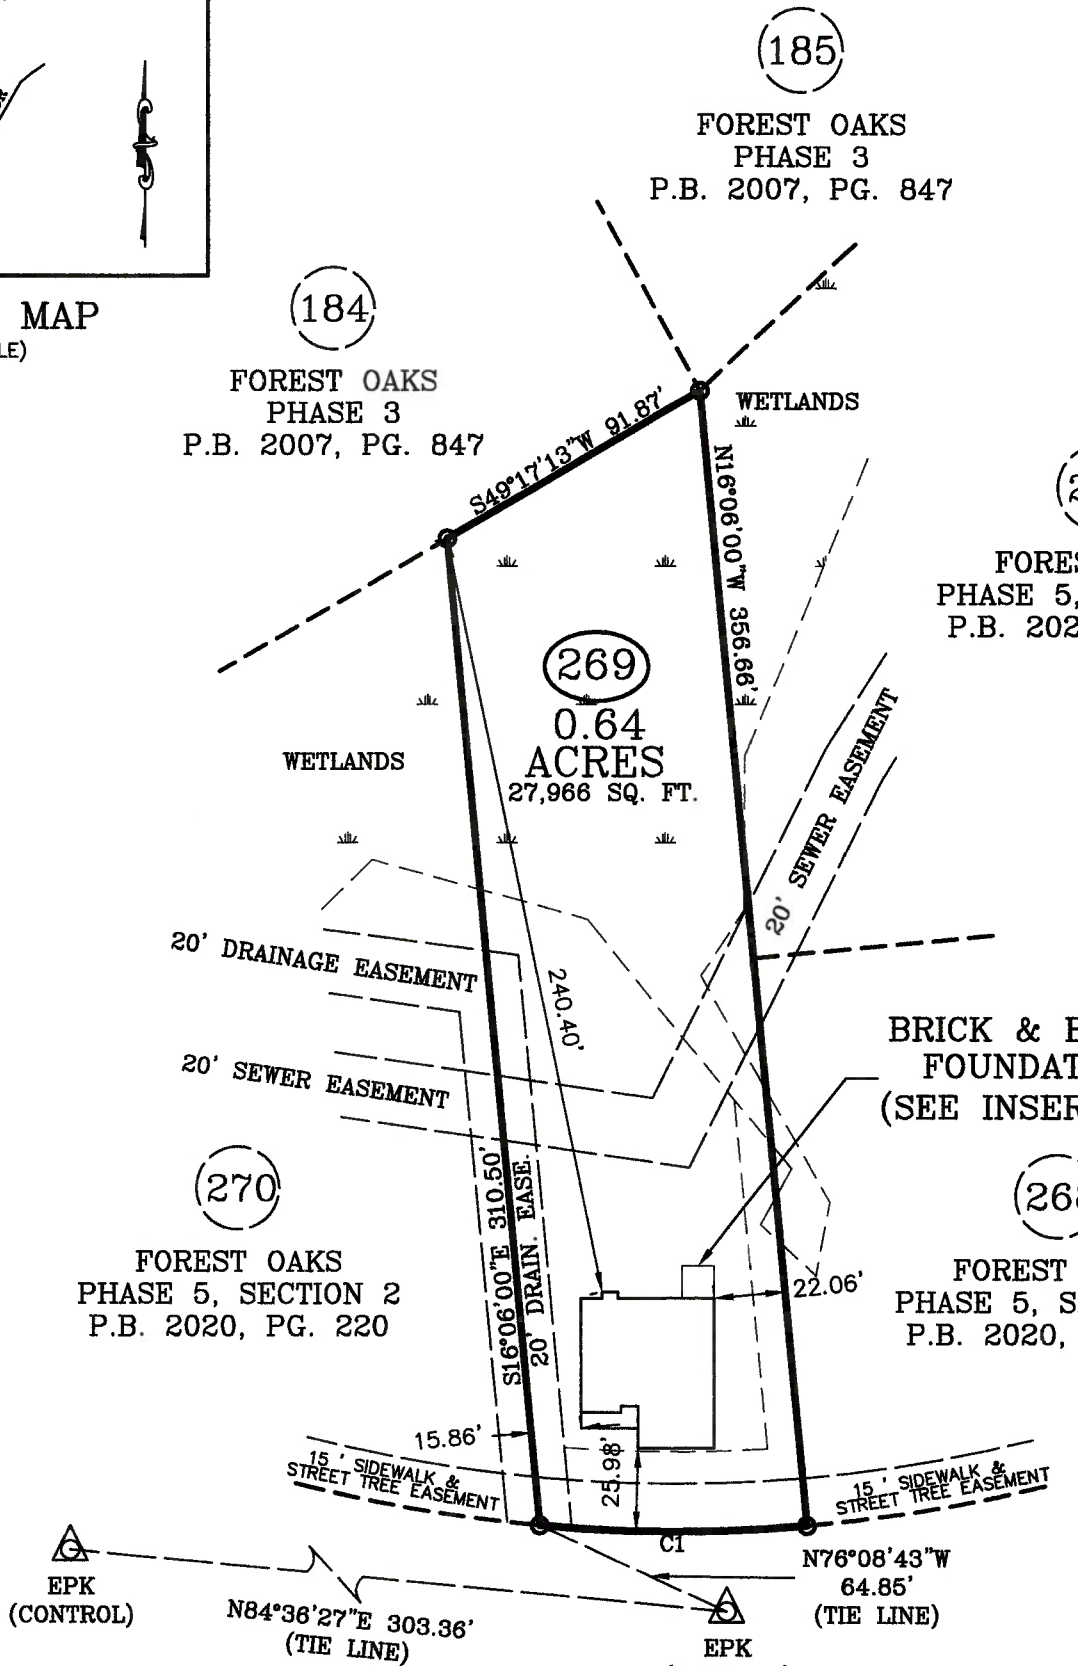 185
FOREST OAKS
PHASE 3
P.B. 2007, PG. 847
MAP
184
FOREST OAKS
PHASE 3
P.B. 2007, PG. 847
WETLANDS
S49°17'13"W 91.87'
N16°06'00"W 356.66'
PHASE 5,
P.B.
269
0.64
ACRES
27,966 SQ. FT.
WETLANDS
20' SEWER EASEMENT
20' DRAINAGE EASEMENT
240.40'
20' SEWER EASEMENT
BRICK &
(SEE
S16°06'00"E 310.50'
20' DRAIN. EASE.
270
FOREST OAKS
PHASE 5, SECTION 2
P.B. 2020, PG. 220
FOREST
PHASE 5,
P.B. 2020,
22.06'
15.86'
25.98'
15' SIDEWALK &
STREET TREE EASEMENT
15' SIDEWALK &
STREET TREE EASEMENT
C1
N76°08'43"W
64.85'
(TIE LINE)
EPK
(CONTROL)
N84°36'27"E 303.36'
(TIE LINE)
EPK